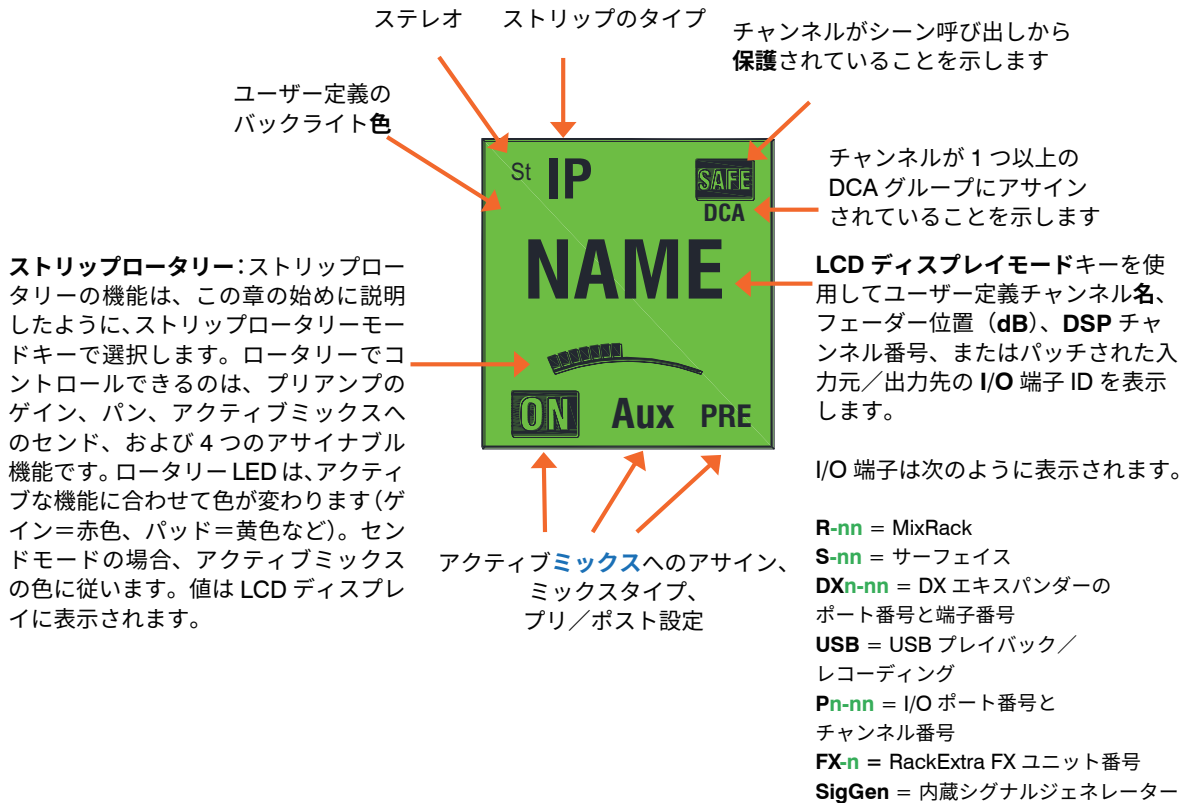 ステレオ
ストリップのタイプ
チャンネルがシーン呼び出しから
保護されていることを示します
ユーザー定義の
バックライト色
チャンネルが 1 つ以上の
DCA グループにアサイン
されていることを示します
St IP
SAFE
DCA
NAME
ON Aux PRE
ストリップロータリー：ストリップロー
タリーの機能は、この章の始めに説明
したように、ストリップロータリーモー
ドキーで選択します。ロータリーでコ
ントロールできるのは、プリアンプの
ゲイン、パン、アクティブミックスへ
のセンド、および 4 つのアサイナブル
機能です。ロータリー LED は、アクティ
ブな機能に合わせて色が変わります（ゲ
イン＝赤色、パッド＝黄色など）。セン
ドモードの場合、アクティブミックス
の色に従います。値は LCD ディスプレ
イに表示されます。
アクティブミックスへのアサイン、
ミックスタイプ、
プリ／ポスト設定
LCD ディスプレイモードキーを使
用してユーザー定義チャンネル名、
フェーダー位置（dB）、DSP チャ
ンネル番号、またはパッチされた入
力元／出力先の I/O 端子 ID を表示
します。
I/O 端子は次のように表示されます。
R-nn = MixRack
S-nn = サーフェイス
DXn-nn = DX エキスパンダーの
ポート番号と端子番号
USB = USB プレイバック／
レコーディング
Pn-nn = I/O ポート番号と
チャンネル番号
FX-n = RackExtra FX ユニット番号
SigGen = 内蔵シグナルジェネレーター